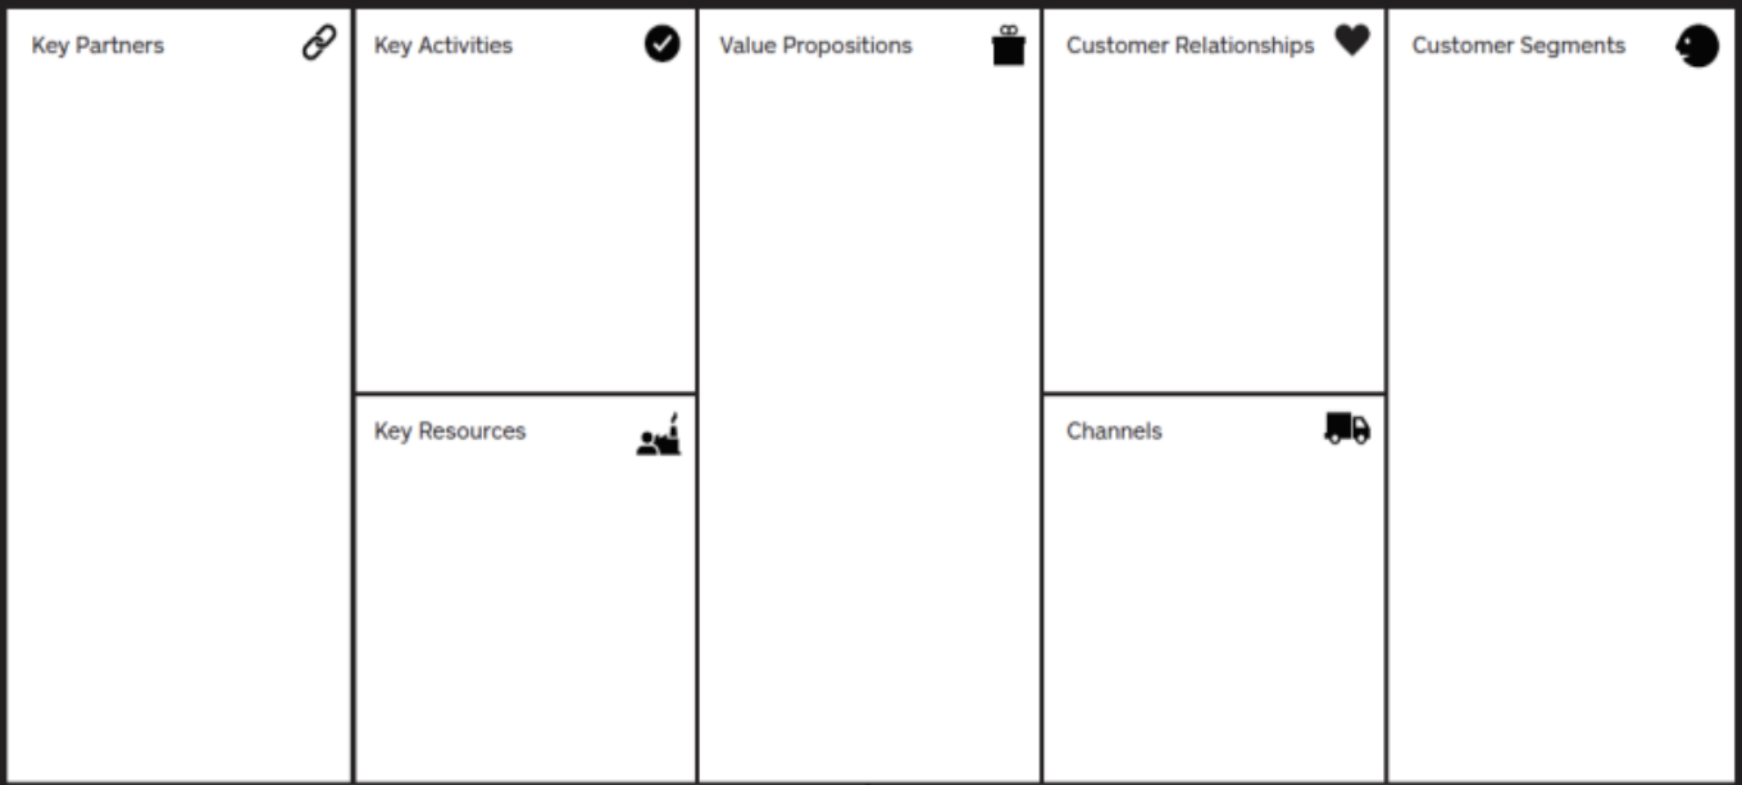 Key Partners
Key Activities
Value Propositions
Customer Relationships
Customer Segments
Key Resources
Channels